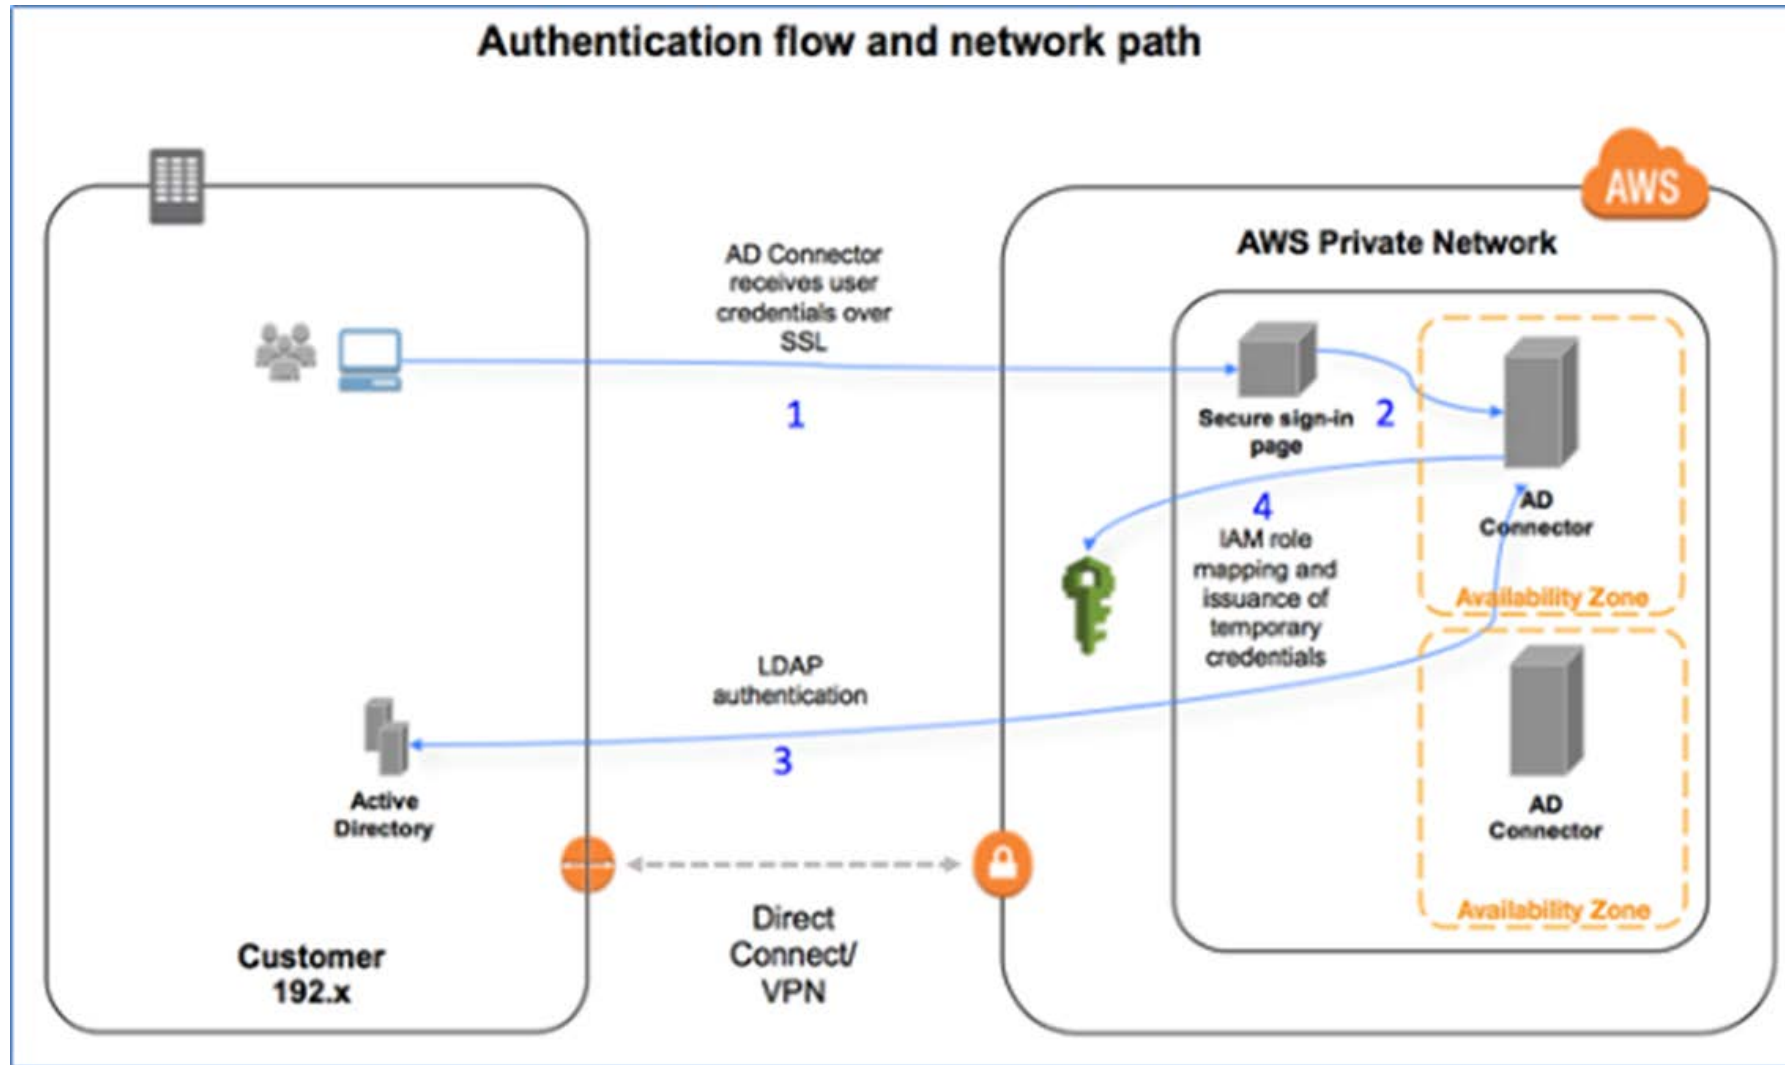 Authentication flow and network path
AWS
AWS Private Network
AD Connector
receives user
credentials over
SSL
1
Secure sign-in
page
2
AD
Connector
Availability Zone
4
IAM role
mapping and
issuance of
temporary
credentials
LDAP
authentication
3
Active
Directory
AD
Connector
Availability Zone
Direct
Connect/
VPN
Customer
192.x